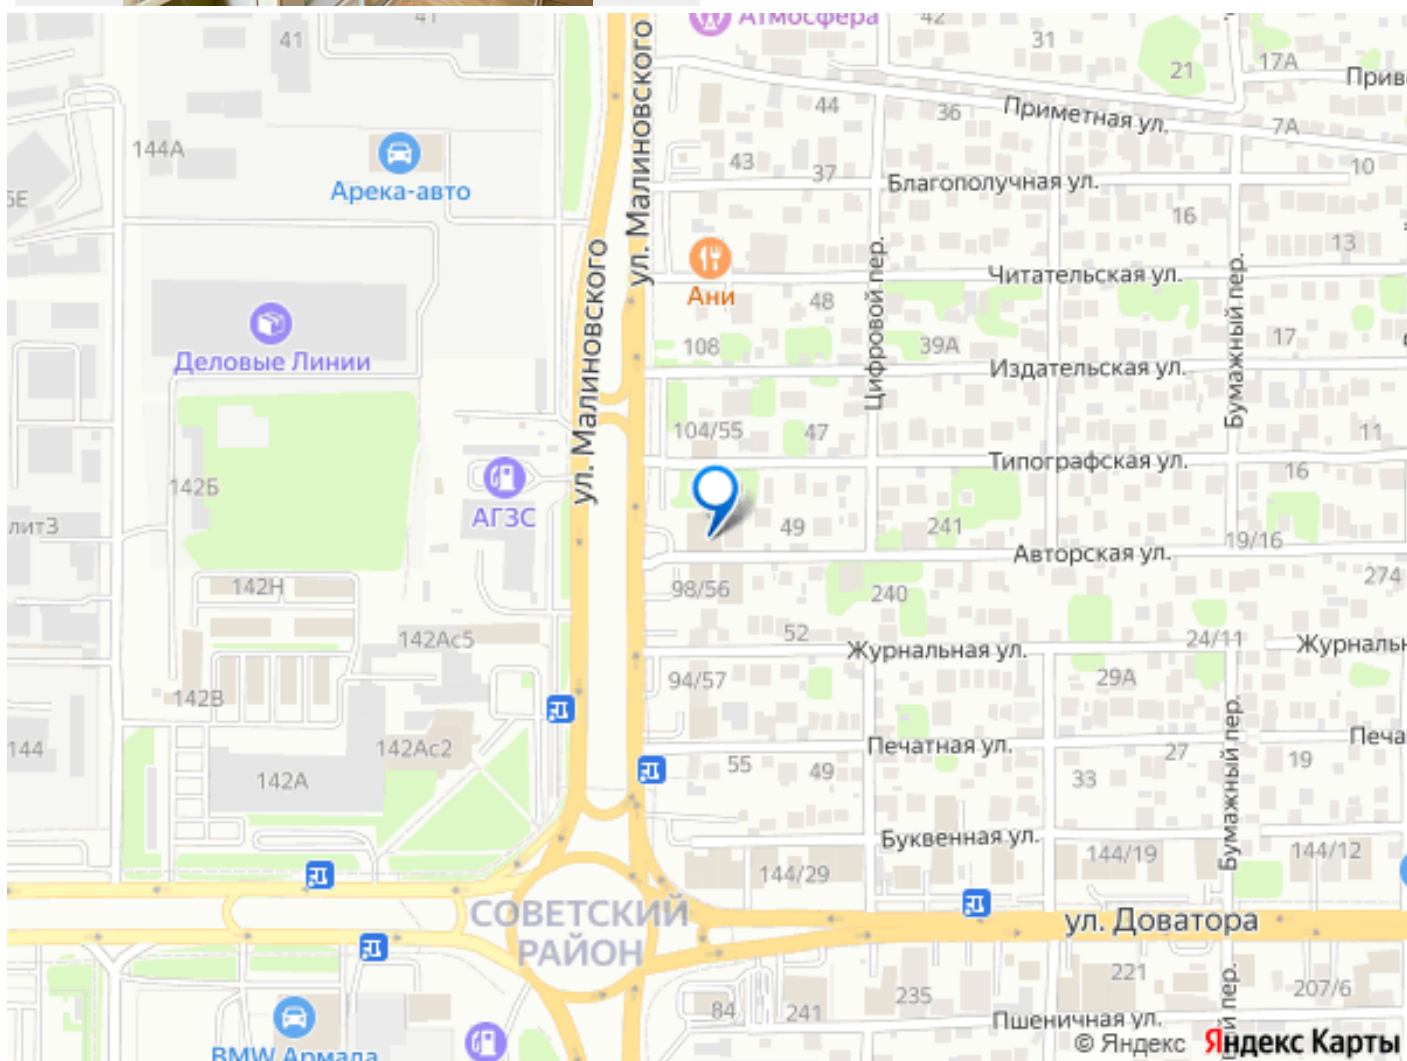 Атмосфера
41
41
42
31
21
17А
Приве
44
36
Приметная ул.
7А
144А
Арека-авто
ул. Малиновского
43
37
Благополучная ул.
10
5Е
16
13
Ани
Читательская ул.
48
Цифровой пер.
Бумажный пер.
Деловые Линии
ул. Малиновского
108
39А
17
Издательская ул.
104/55
47
11
142Б
АГЗС
Типографская ул.
16
лит3
49
241
19/16
Авторская ул.
274
142Н
98/56
240
142Ас5
52
24/11
Журнальная ул.
Журнальн
142В
94/57
29А
144
142Ас2
Печатная ул.
27
Печа
142А
55
49
33
19
Бумажный пер.
Буквенная ул.
144/29
144/19
144/12
СОВЕТСКИЙ
РАЙОН
ул. Доватора
221
235
207/6
84
241
Пшеничная ул.
й пер.
BMW Армада
© Яндекс
Яндекс Карты